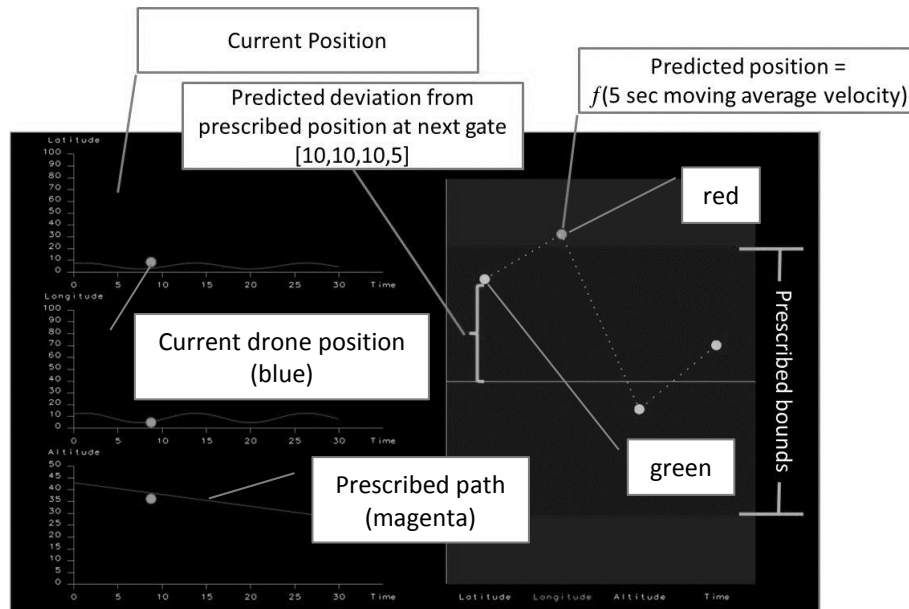 Current Position
Predicted position =
f(5 sec moving average velocity)
Predicted deviation from
prescribed position at next gate
[10,10,10,5]
Latitude
100
90
80
70
60
50
40
30
20
10
0
0 5 10 15 20 25 30 Time
red
Longitude
100
90
80
70
60
50
40
30
20
10
0
0 5 10 15 20 25 30 Time
Current drone position
(blue)
Prescribed bounds
green
Altitude
50
45
40
35
30
25
20
15
10
5
0
0 5 10 15 20 25 30 Time
Prescribed path
(magenta)
Latitude Longitude Altitude Time